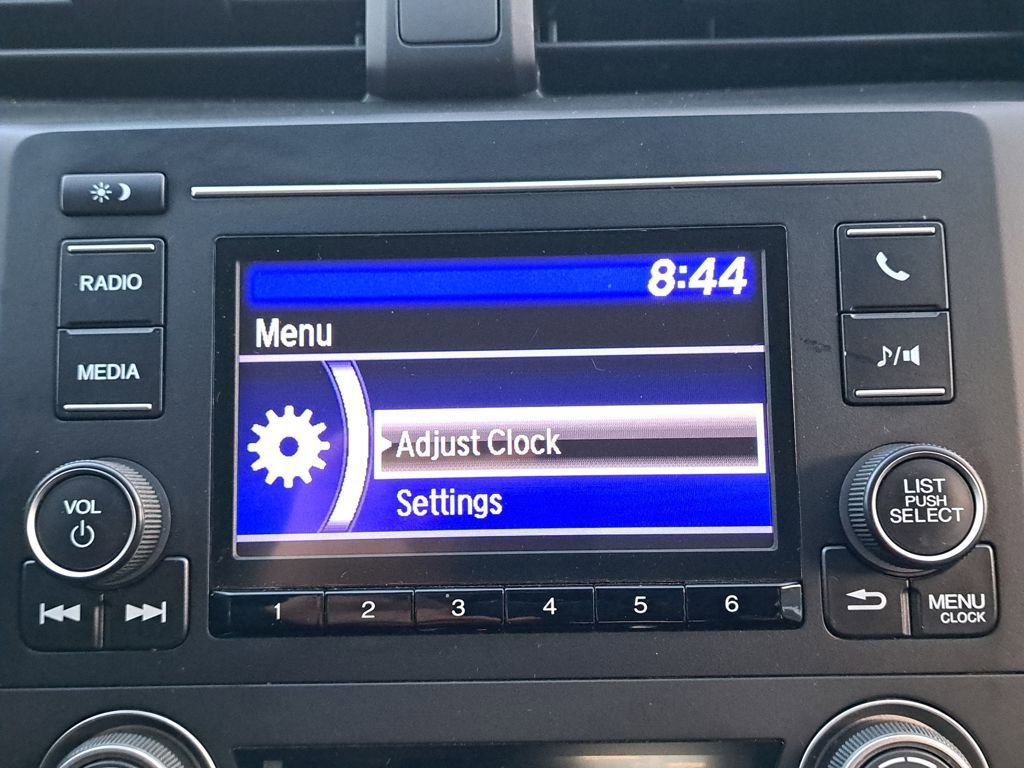 RADIO
MEDIA
VOL
8:44
Menu
Adjust Clock
Settings
1 2 3 4 5 6
LIST
PUSH
SELECT
MENU
CLOCK